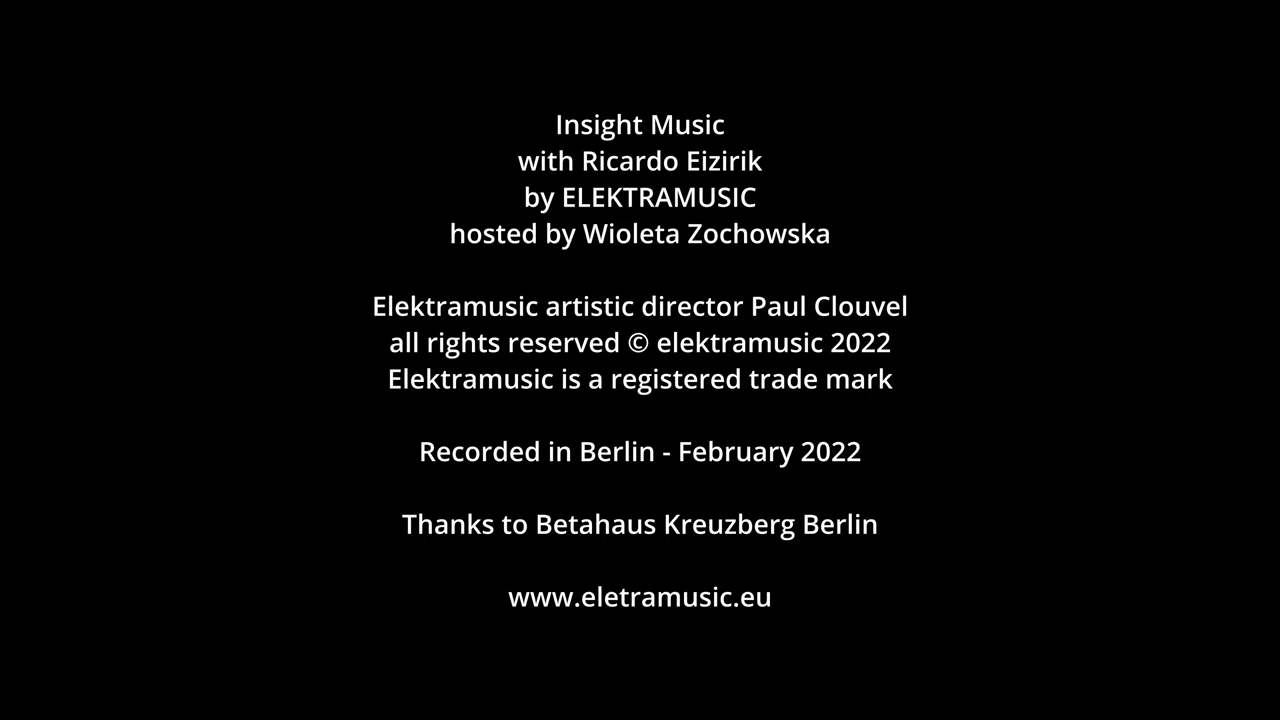 Insight Music
with Ricardo Eizirik
by ELEKTRAMUSIC
hosted by Wioleta Zochowska
Elektramusic artistic director Paul Clouvel
all rights reserved © elektramusic 2022
Elektramusic is a registered trade mark
Recorded in Berlin - February 2022
Thanks to Betahaus Kreuzberg Berlin
www.eletramusic.eu